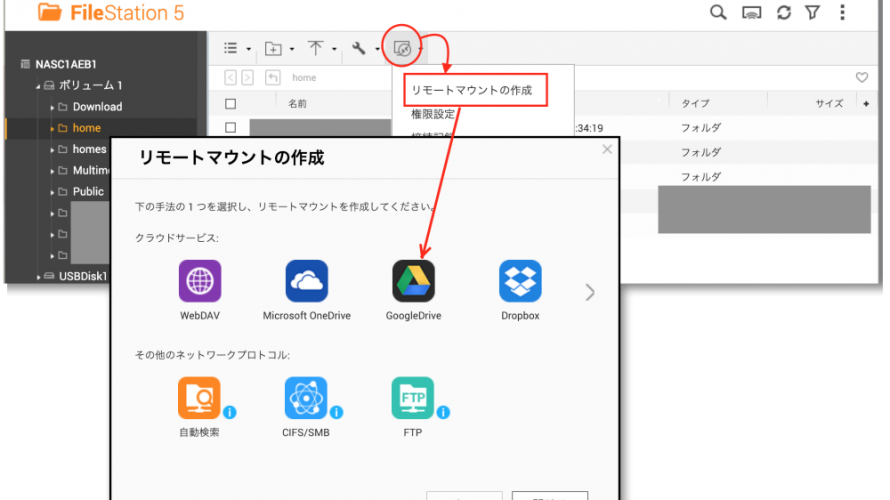 FileStation 5
NASC1AEB1
ボリューム 1
Download
home
homes
Multim
Public
USBDisk1
home
名前
タイプ
サイズ
リモートマウントの作成
権限設定
:34:19
フォルダ
フォルダ
フォルダ
リモートマウントの作成
下の手法の 1 つを選択し、リモートマウントを作成してください。
クラウドサービス:
WebDAV
Microsoft OneDrive
GoogleDrive
Dropbox
その他のネットワークプロトコル:
FTP
自動検索
CIFS/SMB
FTP